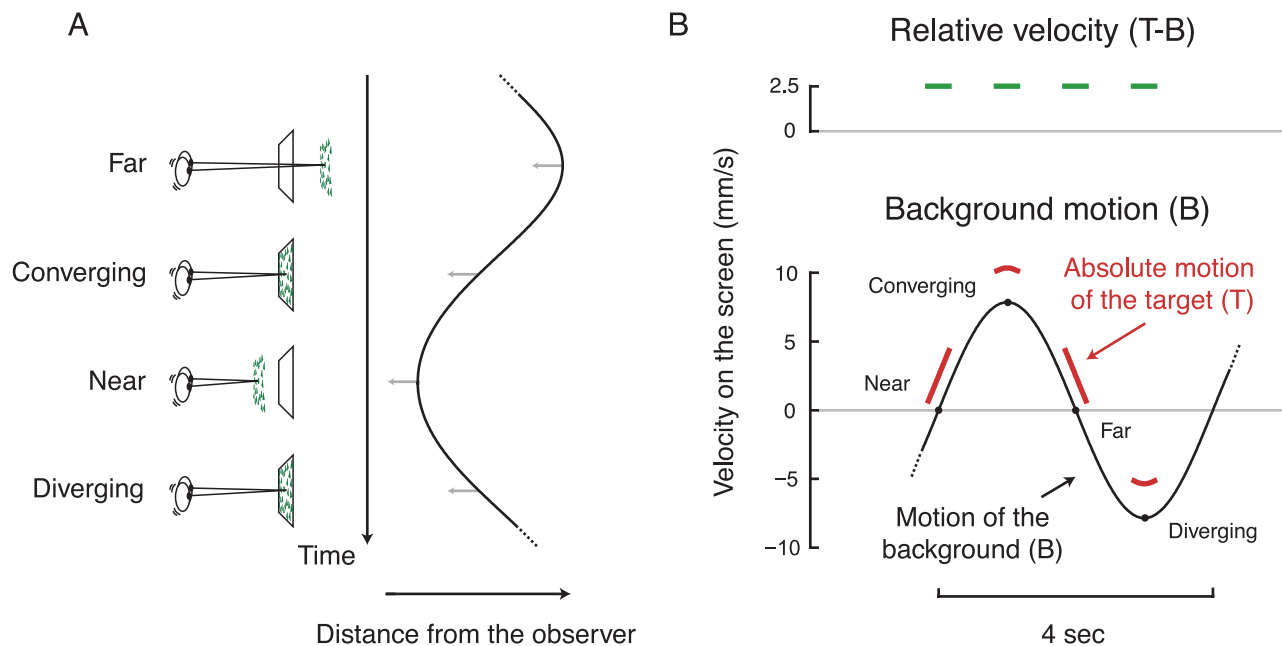 A
Far
Converging
Near
Diverging
Time
Distance from the observer
B
Relative velocity (T-B)
2.5
0
Velocity on the screen (mm/s)
Background motion (B)
10
5
0
−5
−10
Converging
Absolute motion
of the target (T)
Near
Far
Motion of the
background (B)
Diverging
4 sec